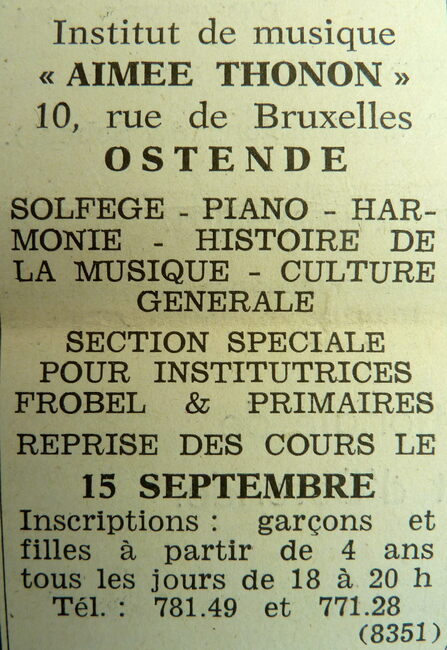 Institut de musique
« AIMEE THONON »
10, rue de Bruxelles
OSTENDE
SOLFEGE - PIANO - HAR-
MONIE - HISTOIRE DE
LA MUSIQUE - CULTURE
GENERALE
SECTION SPECIALE
POUR INSTITUTRICES
FROBEL & PRIMAIRES
REPRISE DES COURS LE
15 SEPTEMBRE
Inscriptions : garçons et
filles à partir de 4 ans
tous les jours de 18 à 20 h
Tél. : 781.49 et 771.28
(8351)